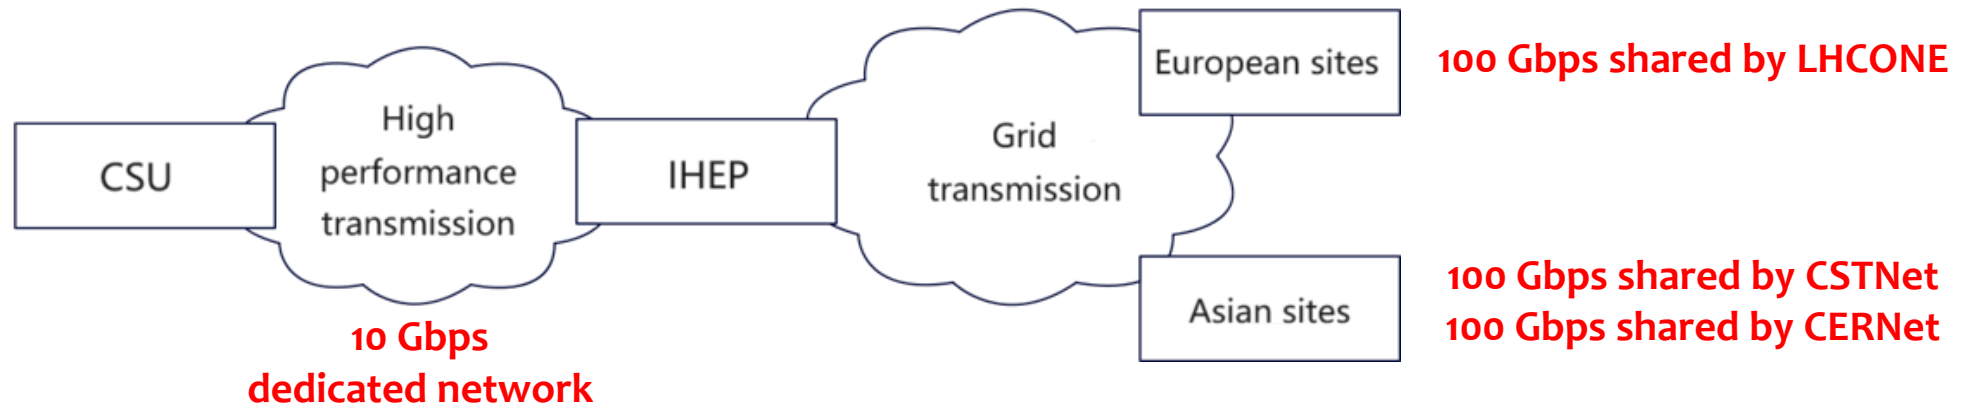 CSU
High
performance
transmission
10 Gbps
dedicated network
IHEP
Grid
transmission
European sites
100 Gbps shared by LHCONE
Asian sites
100 Gbps shared by CSTNet
100 Gbps shared by CERNet